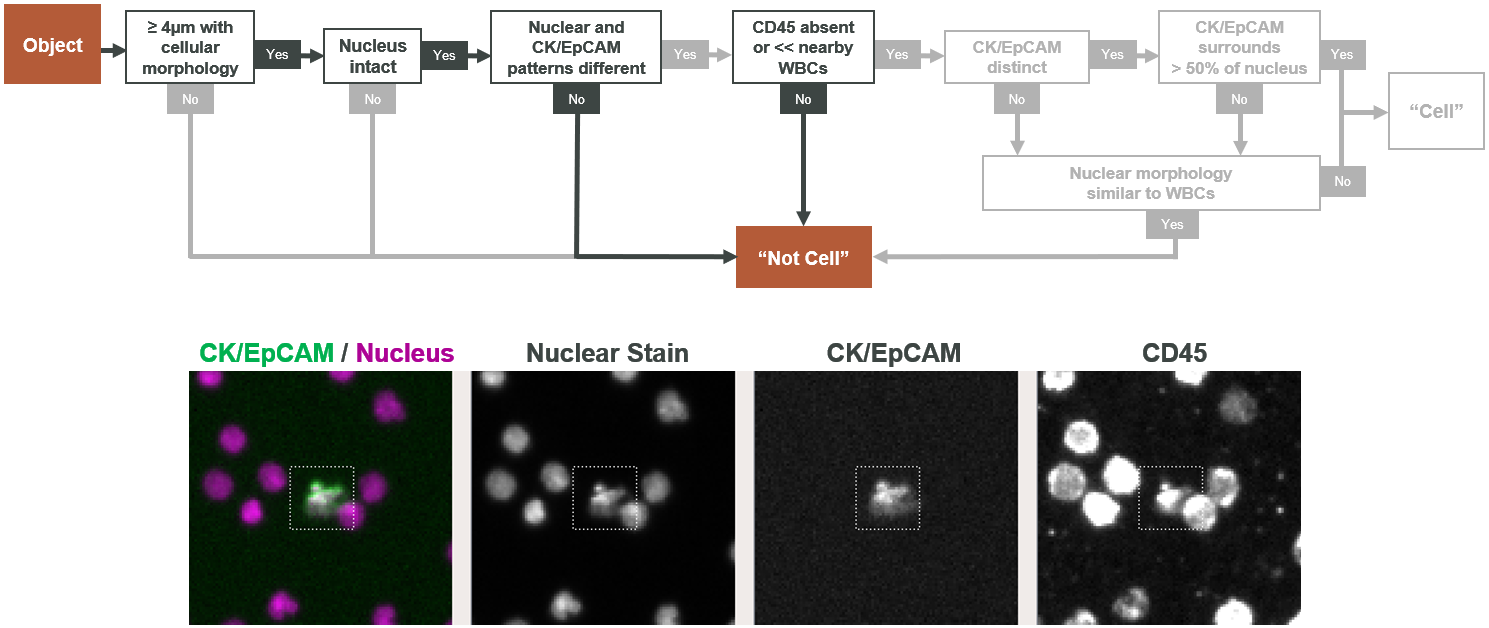 Object
≥ 4µm with
cellular
morphology
Yes
No
Nucleus
intact
Yes
No
Nuclear and
CK/EpCAM
patterns different
Yes
No
CD45 absent
or << nearby
WBCs
Yes
No
CK/EpCAM
distinct
Yes
No
CK/EpCAM
surrounds
> 50% of nucleus
Yes
No
“Cell”
Nuclear morphology
similar to WBCs
No
Yes
“Not Cell”
CK/EpCAM / Nucleus
Nuclear Stain
CK/EpCAM
CD45